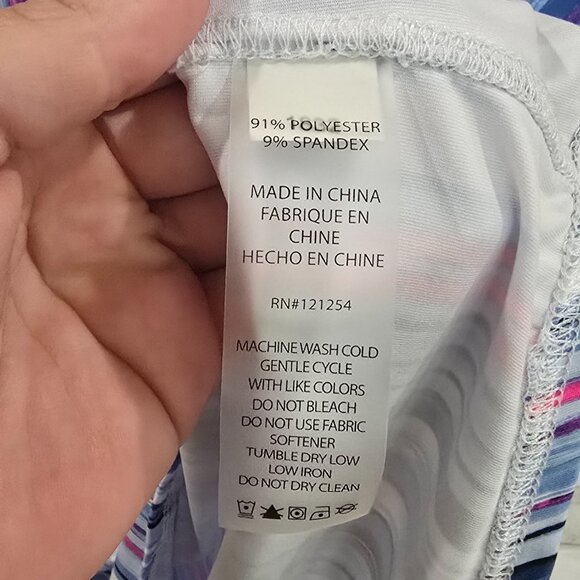 91% POLYESTER
9% SPANDEX
MADE IN CHINA
FABRIQUE EN
CHINE
HECHO EN CHINE
RN#121254
MACHINE WASH COLD
GENTLE CYCLE
WITH LIKE COLORS
DO NOT BLEACH
DO NOT USE FABRIC
SOFTENER
TUMBLE DRY LOW
LOW IRON
DO NOT DRY CLEAN